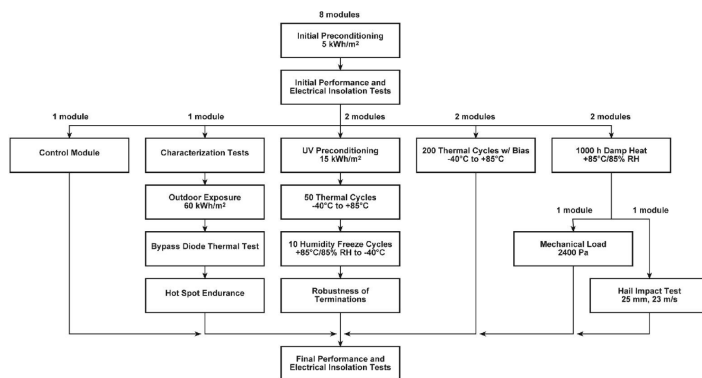 8 modules
Initial Preconditioning
5 kWh/m²
Initial Performance and
Electrical Insolation Tests
1 module
1 module
2 modules
2 modules
2 modules
Control Module
Characterization Tests
UV Preconditioning
15 kWh/m²
200 Thermal Cycles w/ Bias
-40°C to +85°C
1000 h Damp Heat
+85°C/85% RH
Outdoor Exposure
60 kWh/m²
50 Thermal Cycles
-40°C to +85°C
1 module
1 module
Bypass Diode Thermal Test
10 Humidity Freeze Cycles
+85°C/85% RH to -40°C
Mechanical Load
2400 Pa
Hot Spot Endurance
Robustness of
Terminations
Hail Impact Test
25 mm, 23 m/s
Final Performance and
Electrical Insolation Tests